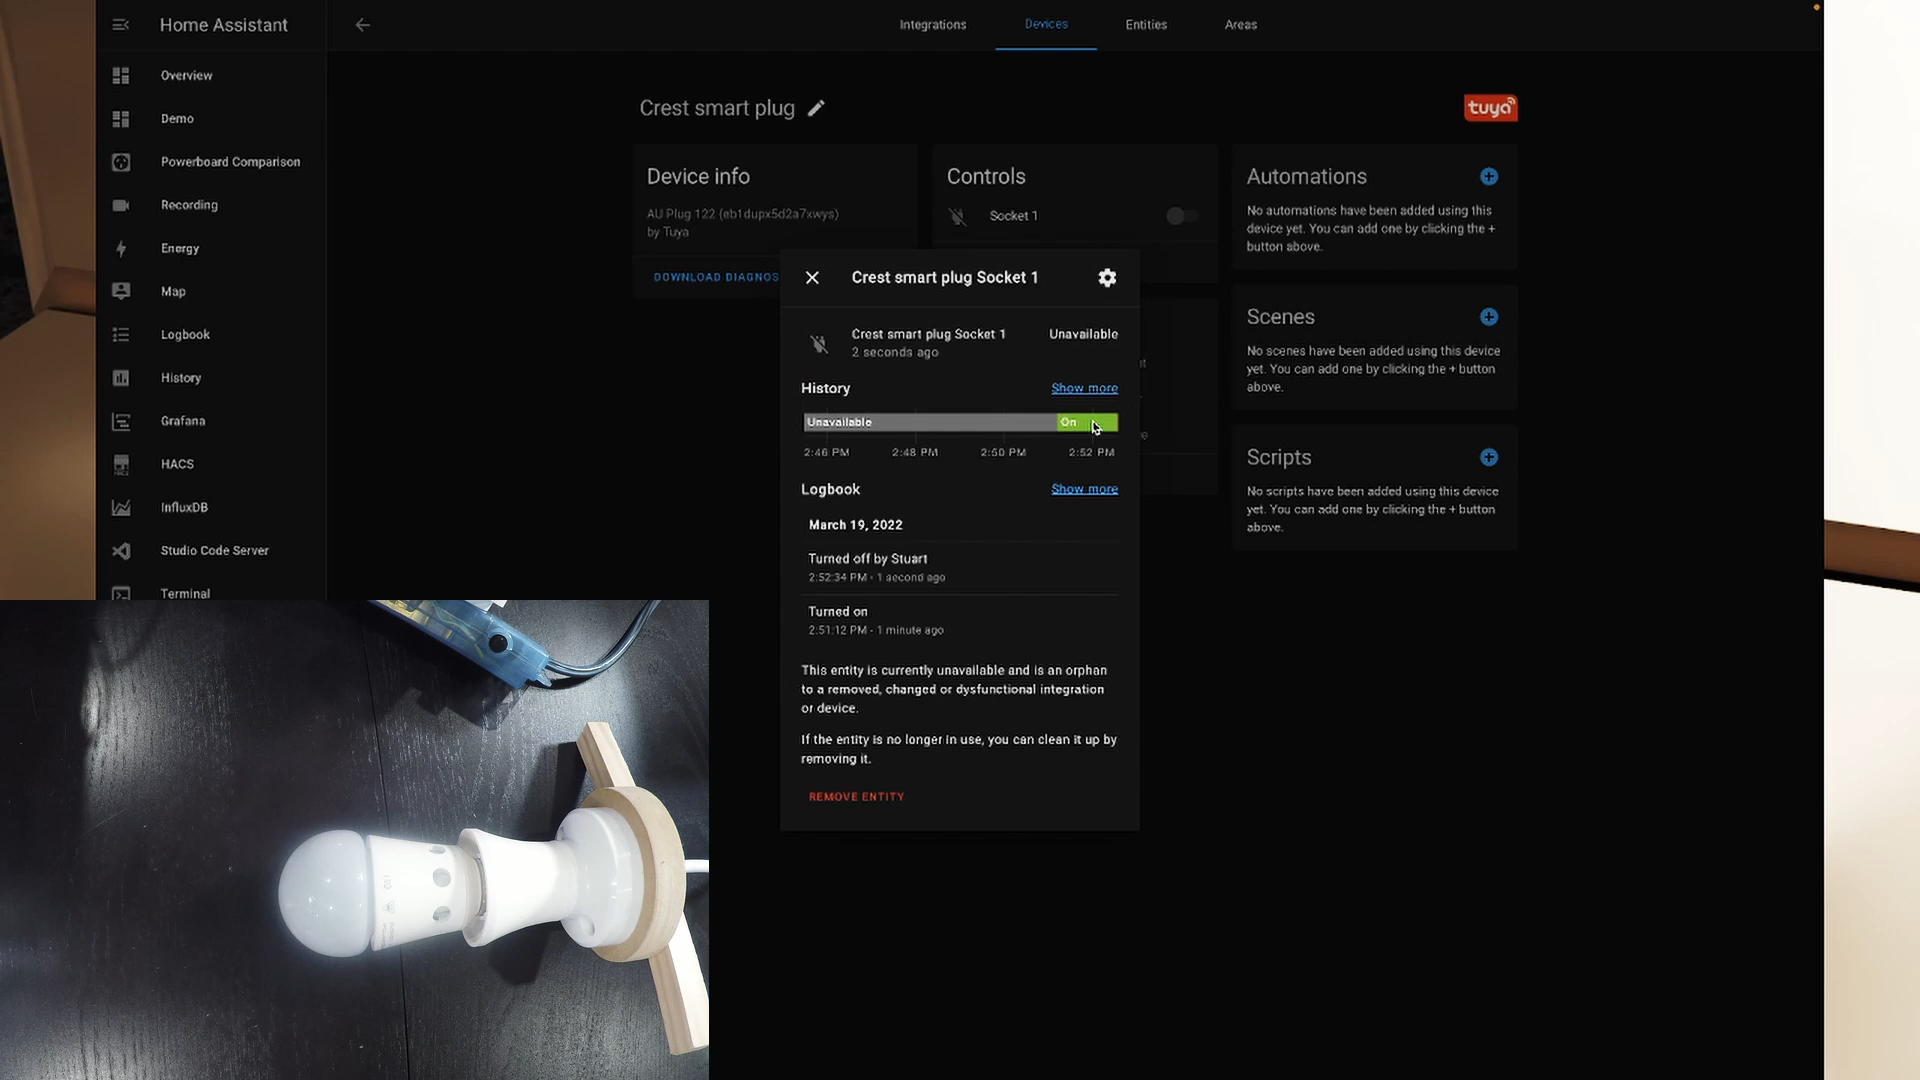 Home Assistant
Integrations
Devices
Entities
Areas
Overview
Demo
Powerboard Comparison
Recording
Energy
Map
Logbook
History
Grafana
HACS
InfluxDB
Studio Code Server
Terminal
Crest smart plug
tuya
Device info
AU Plug 122 (eb1dupx5d2a7xwys)
by Tuya
DOWNLOAD DIAGNOS
Controls
Socket 1
Automations
No automations have been added using this
device yet. You can add one by clicking the +
button above.
Scenes
No scenes have been added using this device
yet. You can add one by clicking the + button
above.
Scripts
No scripts have been added using this device
yet. You can add one by clicking the + button
above.
Crest smart plug Socket 1
Crest smart plug Socket 1
Unavailable
2 seconds ago
History
Show more
Unavailable
On
2:46 PM
2:48 PM
2:50 PM
2:52 PM
Logbook
Show more
March 19, 2022
Turned off by Stuart
2:52:34 PM - 1 second ago
Turned on
2:51:12 PM - 1 minute ago
This entity is currently unavailable and is an orphan
to a removed, changed or dysfunctional integration
or device.
If the entity is no longer in use, you can clean it up by
removing it.
REMOVE ENTITY